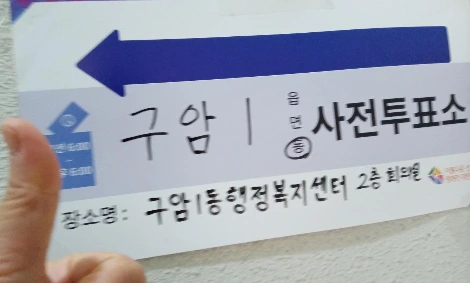 구암1 읍면동 사전투표소
장소명: 구암1동행정복지센터 2층 회의실